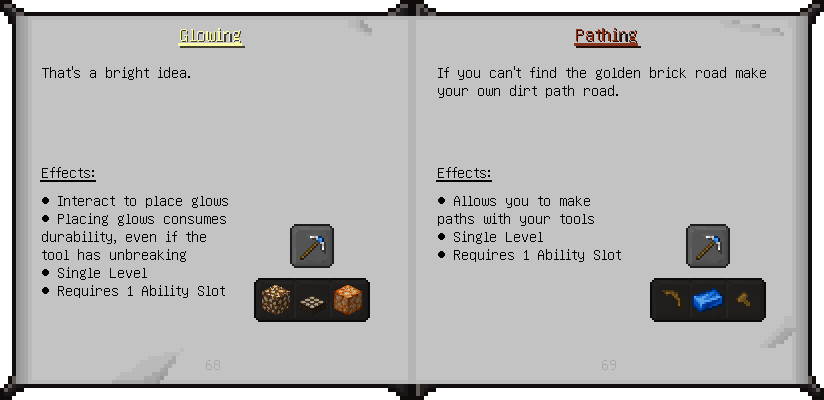 Glowing
That's a bright idea.
Effects:
• Interact to place glows
• Placing glows consumes
durability, even if the
tool has unbreaking
• Single Level
• Requires 1 Ability Slot
68
Pathing
If you can't find the golden brick road make
your own dirt path road.
Effects:
• Allows you to make
paths with your tools
• Single Level
• Requires 1 Ability Slot
69